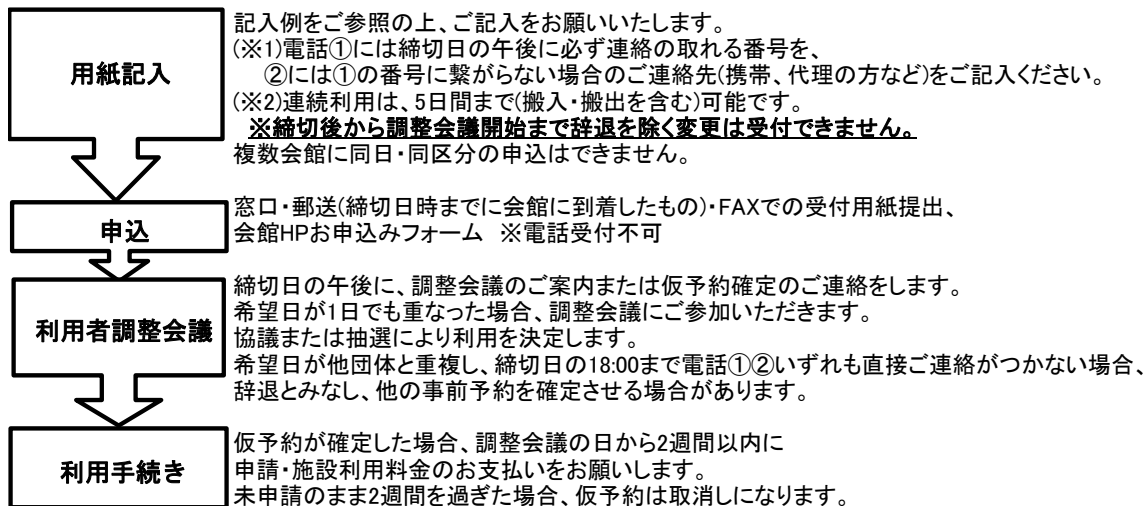 用紙記入
記入例をご参照の上、ご記入をお願いいたします。
(※1)電話①には締切日の午後に必ず連絡の取れる番号を、
②には①の番号に繋がらない場合のご連絡先(携帯、代理の方など)をご記入ください。
(※2)連続利用は、5日間まで(搬入・搬出を含む)可能です。
※締切後から調整会議開始まで辞退を除く変更は受付できません。
複数会館に同日・同区分の申込はできません。
申込
窓口・郵送(締切日時までに会館に到着したもの)・FAXでの受付用紙提出、
会館HPお申込みフォーム ※電話受付不可
利用者調整会議
締切日の午後に、調整会議のご案内または仮予約確定のご連絡をします。
希望日が1日でも重なった場合、調整会議にご参加いただきます。
協議または抽選により利用を決定します。
希望日が他団体と重複し、締切日の18:00まで電話①②いずれも直接ご連絡がつかない場合、
辞退とみなし、他の事前予約を確定させる場合があります。
利用手続き
仮予約が確定した場合、調整会議の日から2週間以内に
申請・施設利用料金のお支払いをお願いします。
未申請のまま2週間を過ぎた場合、仮予約は取消しになります。